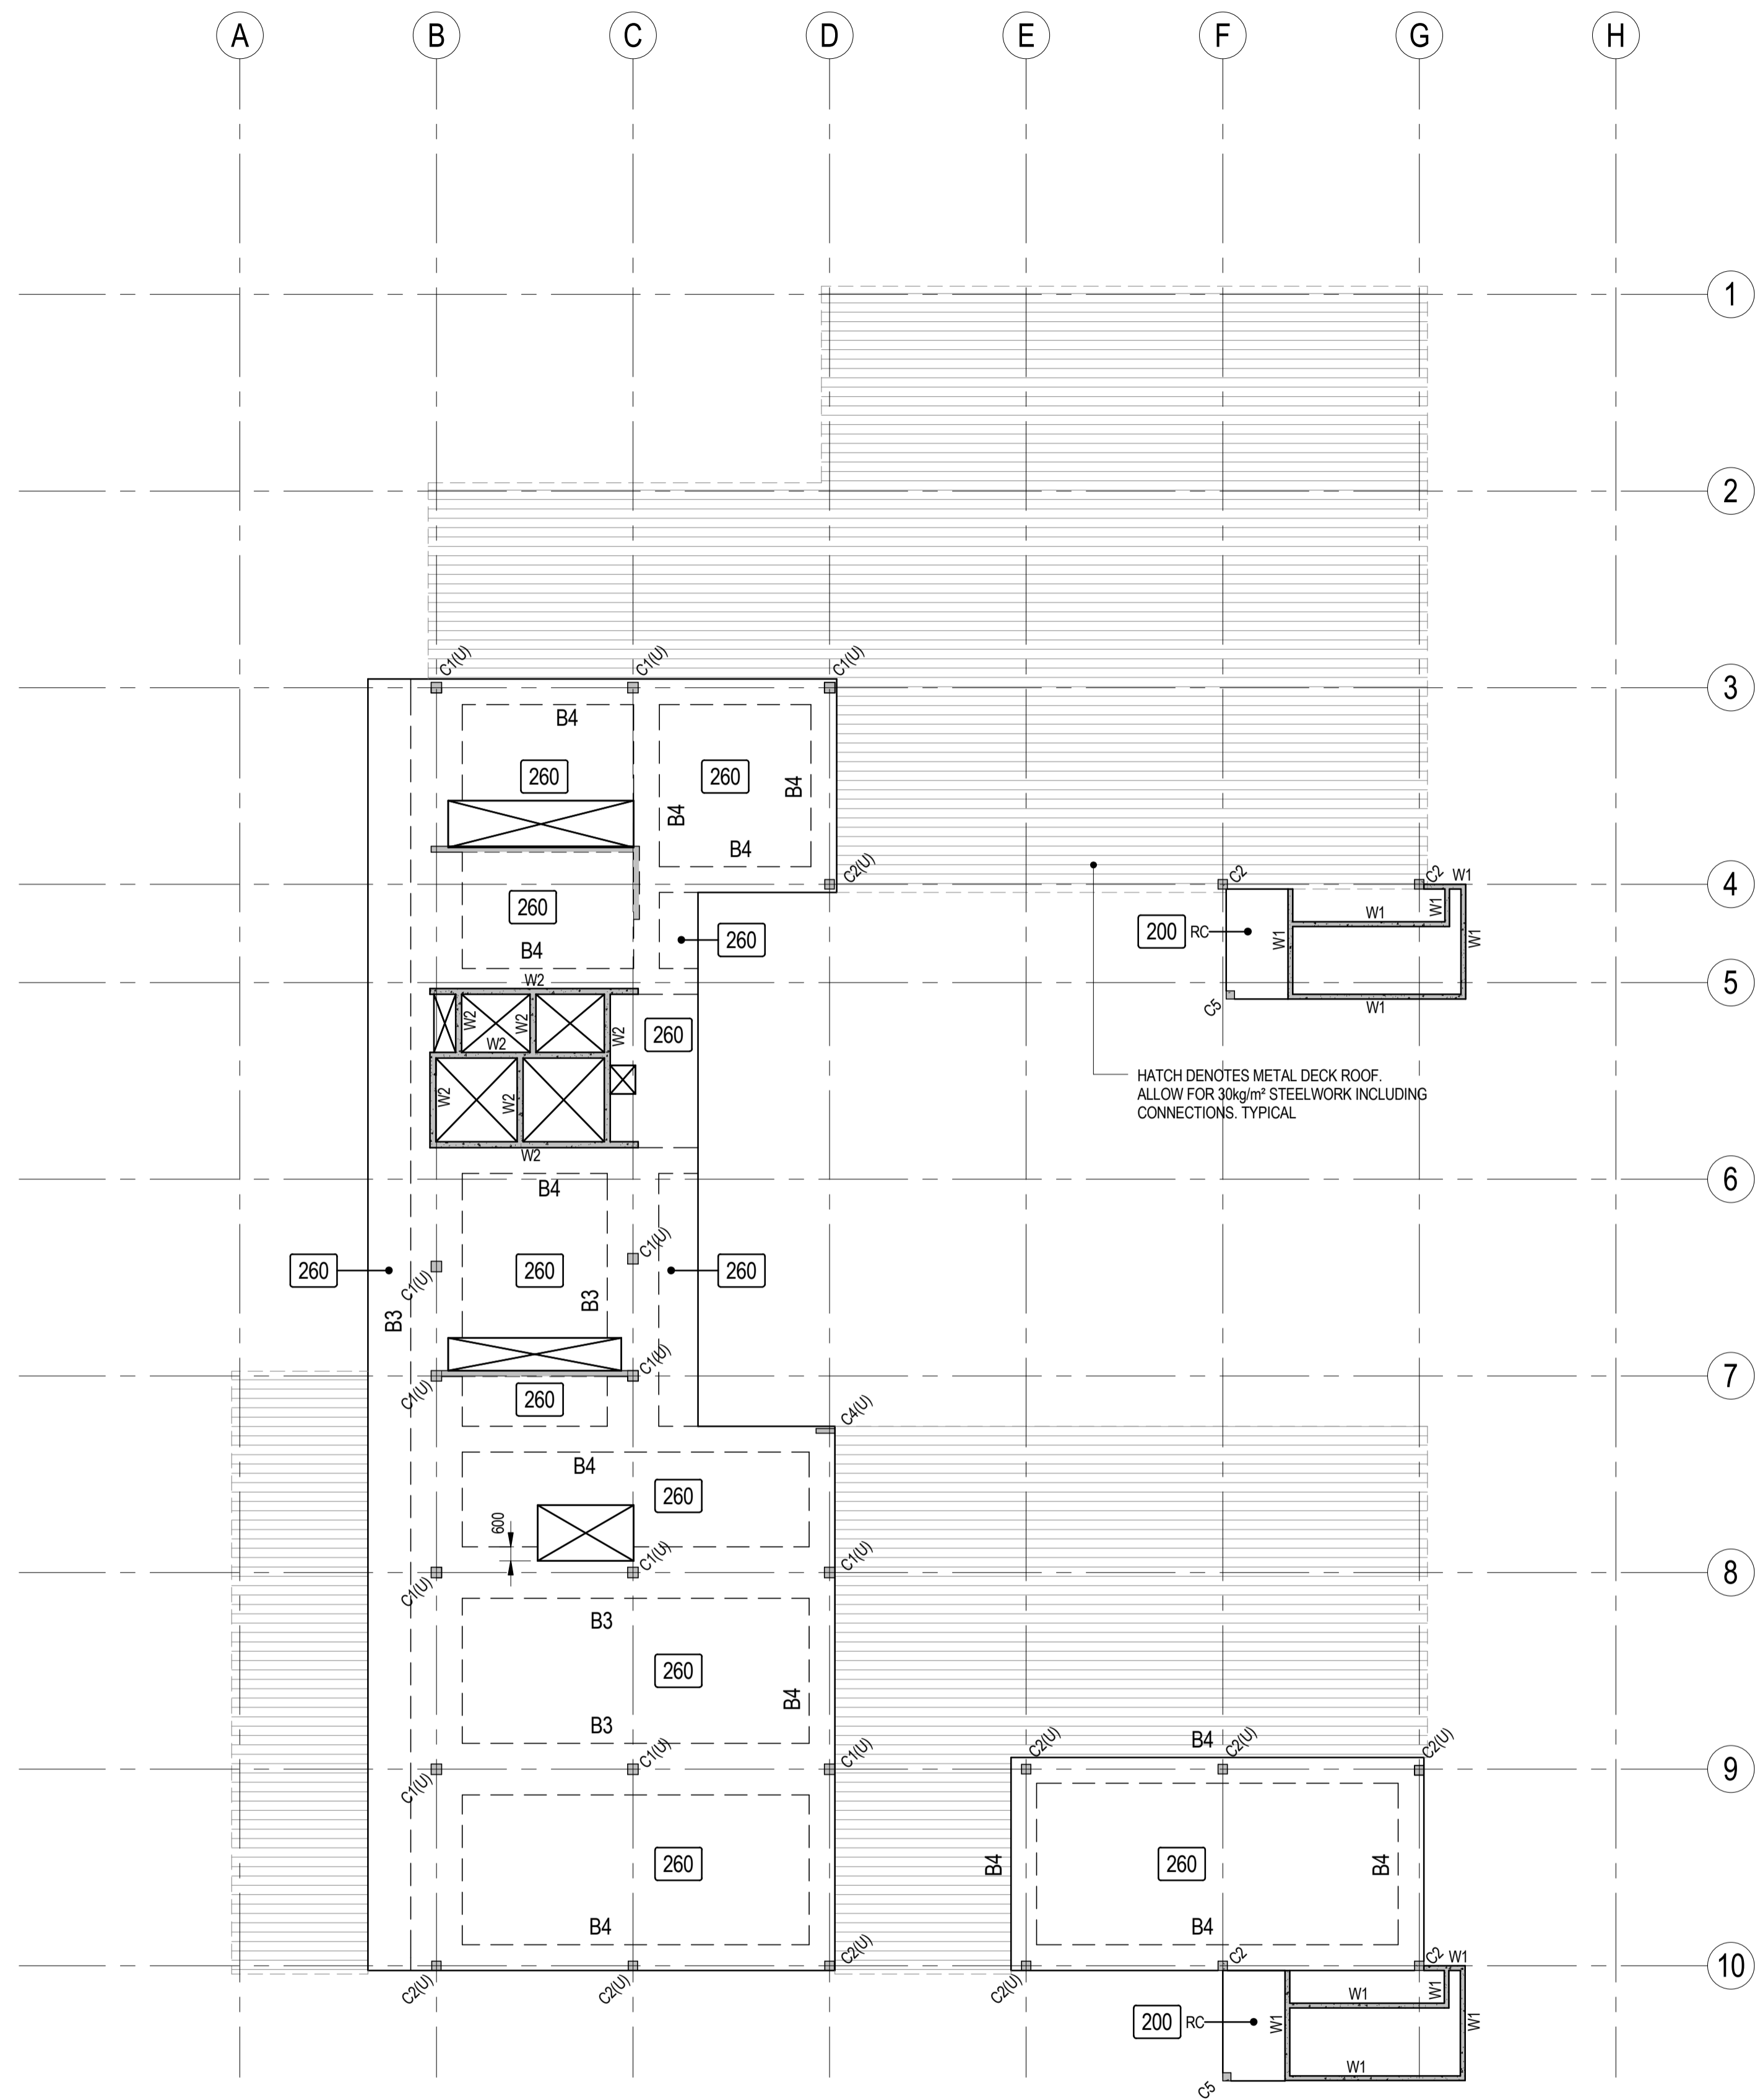 A B C D E F G H
1
2
C1(U) C1(U) C1(U)
3
B4
260 260
B4 B4
B4
C2(U) C2 C2 W1
4
260
W1 W1
260 200 RC W1 W1
B4
W2
5
C5 W1
W2 W2 W2 260
W2
HATCH DENOTES METAL DECK ROOF.
ALLOW FOR 30kg/m² STEELWORK INCLUDING
CONNECTIONS. TYPICAL
W2 W2
W2
6
B4
C1(U)
260 260 260
C1(U)
B3 B3
C1(U)
7
C1(U)
260
C4(U)
B4
260
600
C1(U) C1(U)
8
C1(U)
B3
260
B4
B3
B4
C2(U) C2(U) C2(U)
C1(U) C1(U)
9
C1(U)
260 B4 260 B4
B4 B4
C2(U) C2 C2 W1
10
C2(U) C2(U) C2(U)
W1 W1
200 RC W1 W1
W1
C5